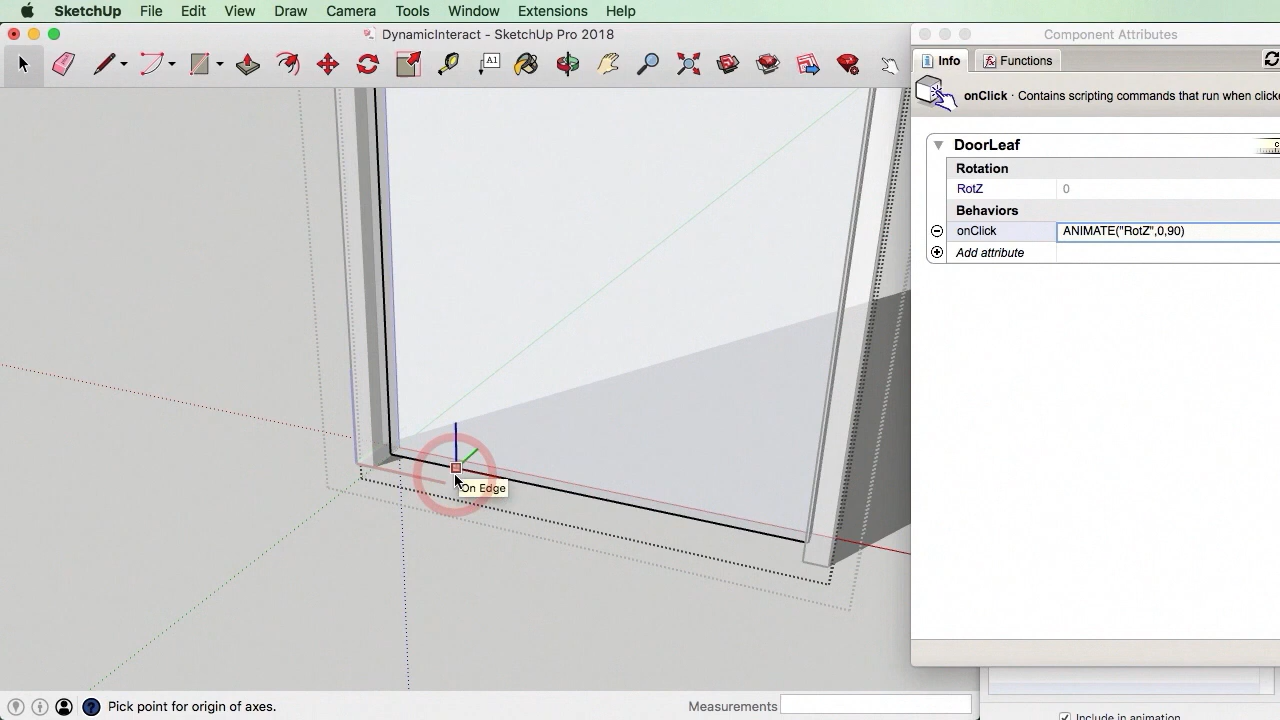 SketchUp File Edit View Draw Camera Tools Window Extensions Help
DynamicInteract - SketchUp Pro 2018
Component Attributes
A1
Info Functions
onClick · Contains scripting commands that run when clicke
DoorLeaf
Rotation
RotZ 0
Behaviors
onClick ANIMATE("RotZ",0,90)
Add attribute
On Edge
Pick point for origin of axes.
Measurements
Include in animation